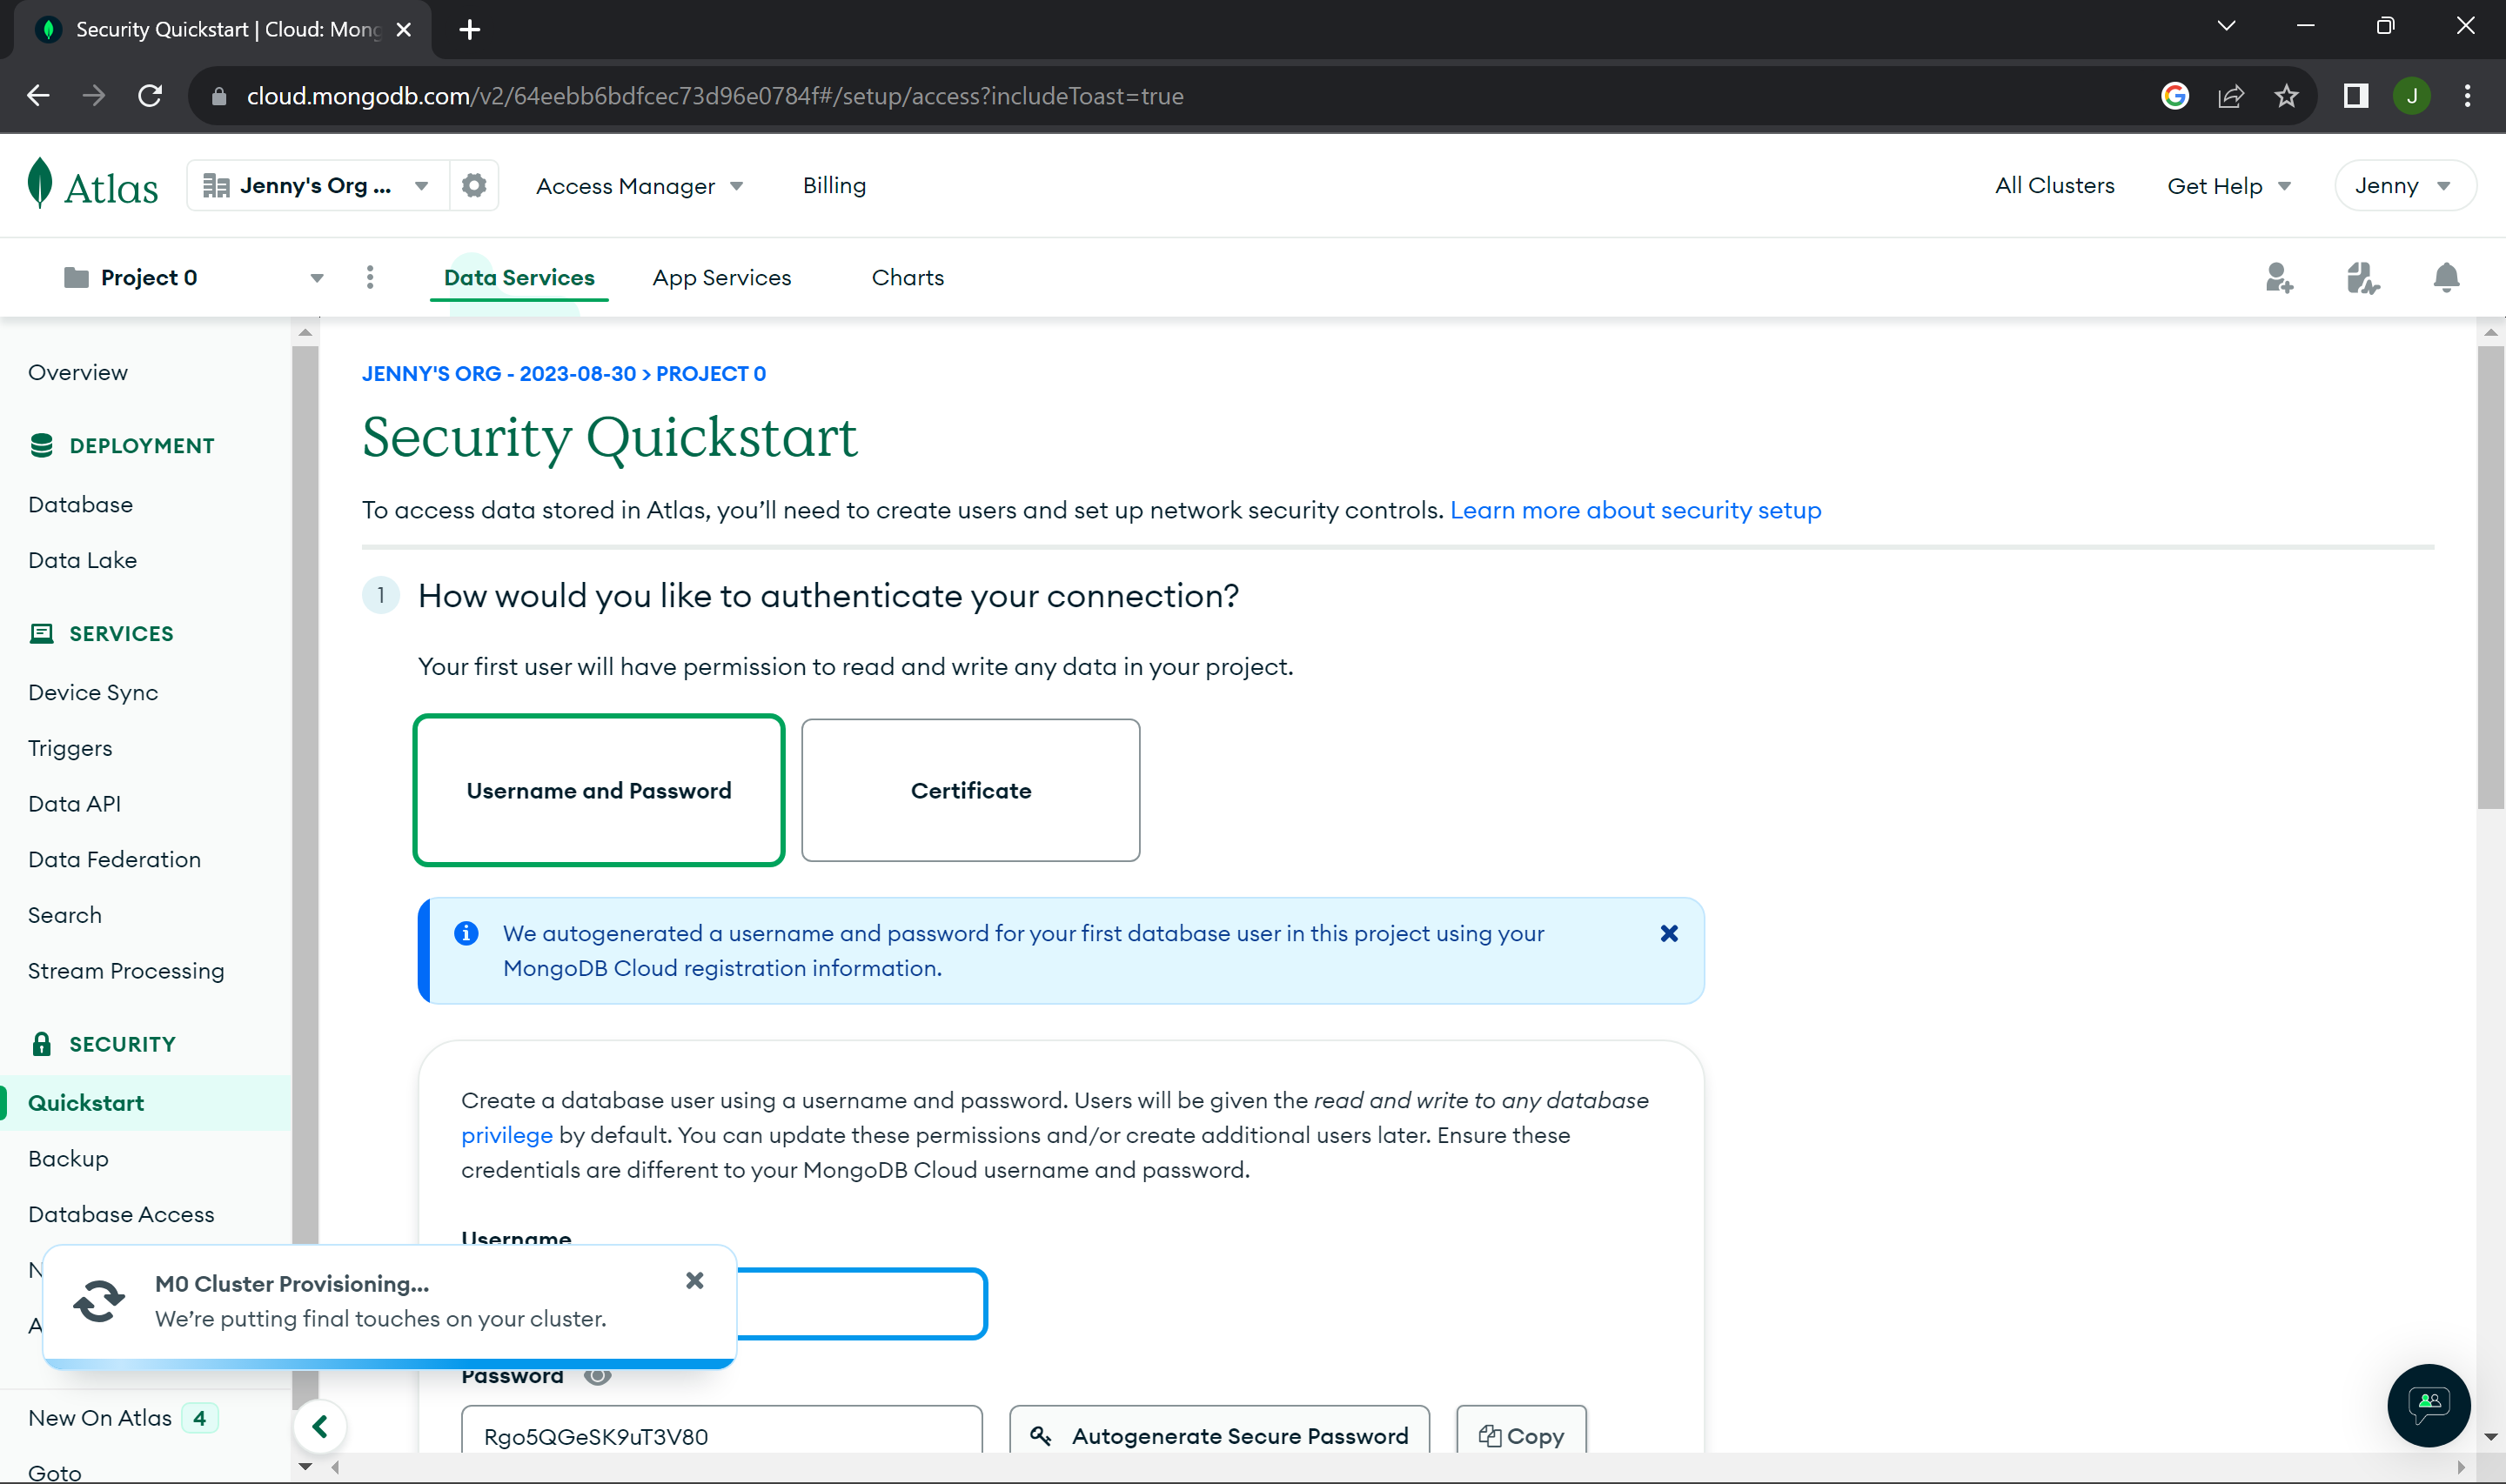 Security Quickstart | Cloud: Mong
cloud.mongodb.com/v2/64eebb6bdfcec73d96e0784f#/setup/access?includeToast=true
J
Atlas
Jenny's Org ...
Access Manager
Billing
All Clusters
Get Help
Jenny
Project 0
Data Services
App Services
Charts
Overview
DEPLOYMENT
Database
Data Lake
SERVICES
Device Sync
Triggers
Data API
Data Federation
Search
Stream Processing
SECURITY
Quickstart
Backup
Database Access
N
A
New On Atlas 4
Goto
JENNY'S ORG - 2023-08-30 > PROJECT 0
Security Quickstart
To access data stored in Atlas, you’ll need to create users and set up network security controls. Learn more about security setup
1 How would you like to authenticate your connection?
Your first user will have permission to read and write any data in your project.
Username and Password
Certificate
We autogenerated a username and password for your first database user in this project using your
MongoDB Cloud registration information.
Create a database user using a username and password. Users will be given the read and write to any database
privilege by default. You can update these permissions and/or create additional users later. Ensure these
credentials are different to your MongoDB Cloud username and password.
Username
M0 Cluster Provisioning...
We’re putting final touches on your cluster.
Password
Rgo5QGeSK9uT3V80
Autogenerate Secure Password
Copy